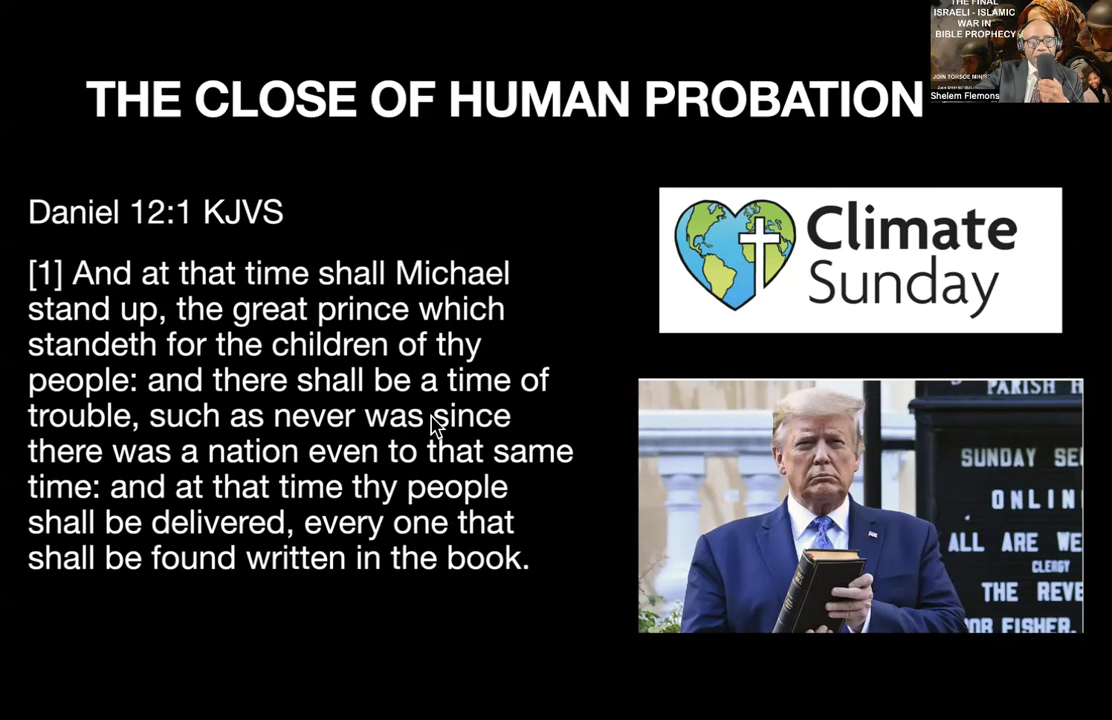 THE FINAL
ISRAELI - ISLAMIC
WAR IN
BIBLE PROPHECY
JOIN TORSOE
Shelem Flemons
THE CLOSE OF HUMAN PROBATION
Daniel 12:1 KJVS
[1] And at that time shall Michael
stand up, the great prince which
standeth for the children of thy
people: and there shall be a time of
trouble, such as never was since
there was a nation even to that same
time: and at that time thy people
shall be delivered, every one that
shall be found written in the book.
Climate
Sunday
PARISH H
SUNDAY SE
ONLIN
ALL ARE WE
CLERGY
THE REVE
OB FISHER,